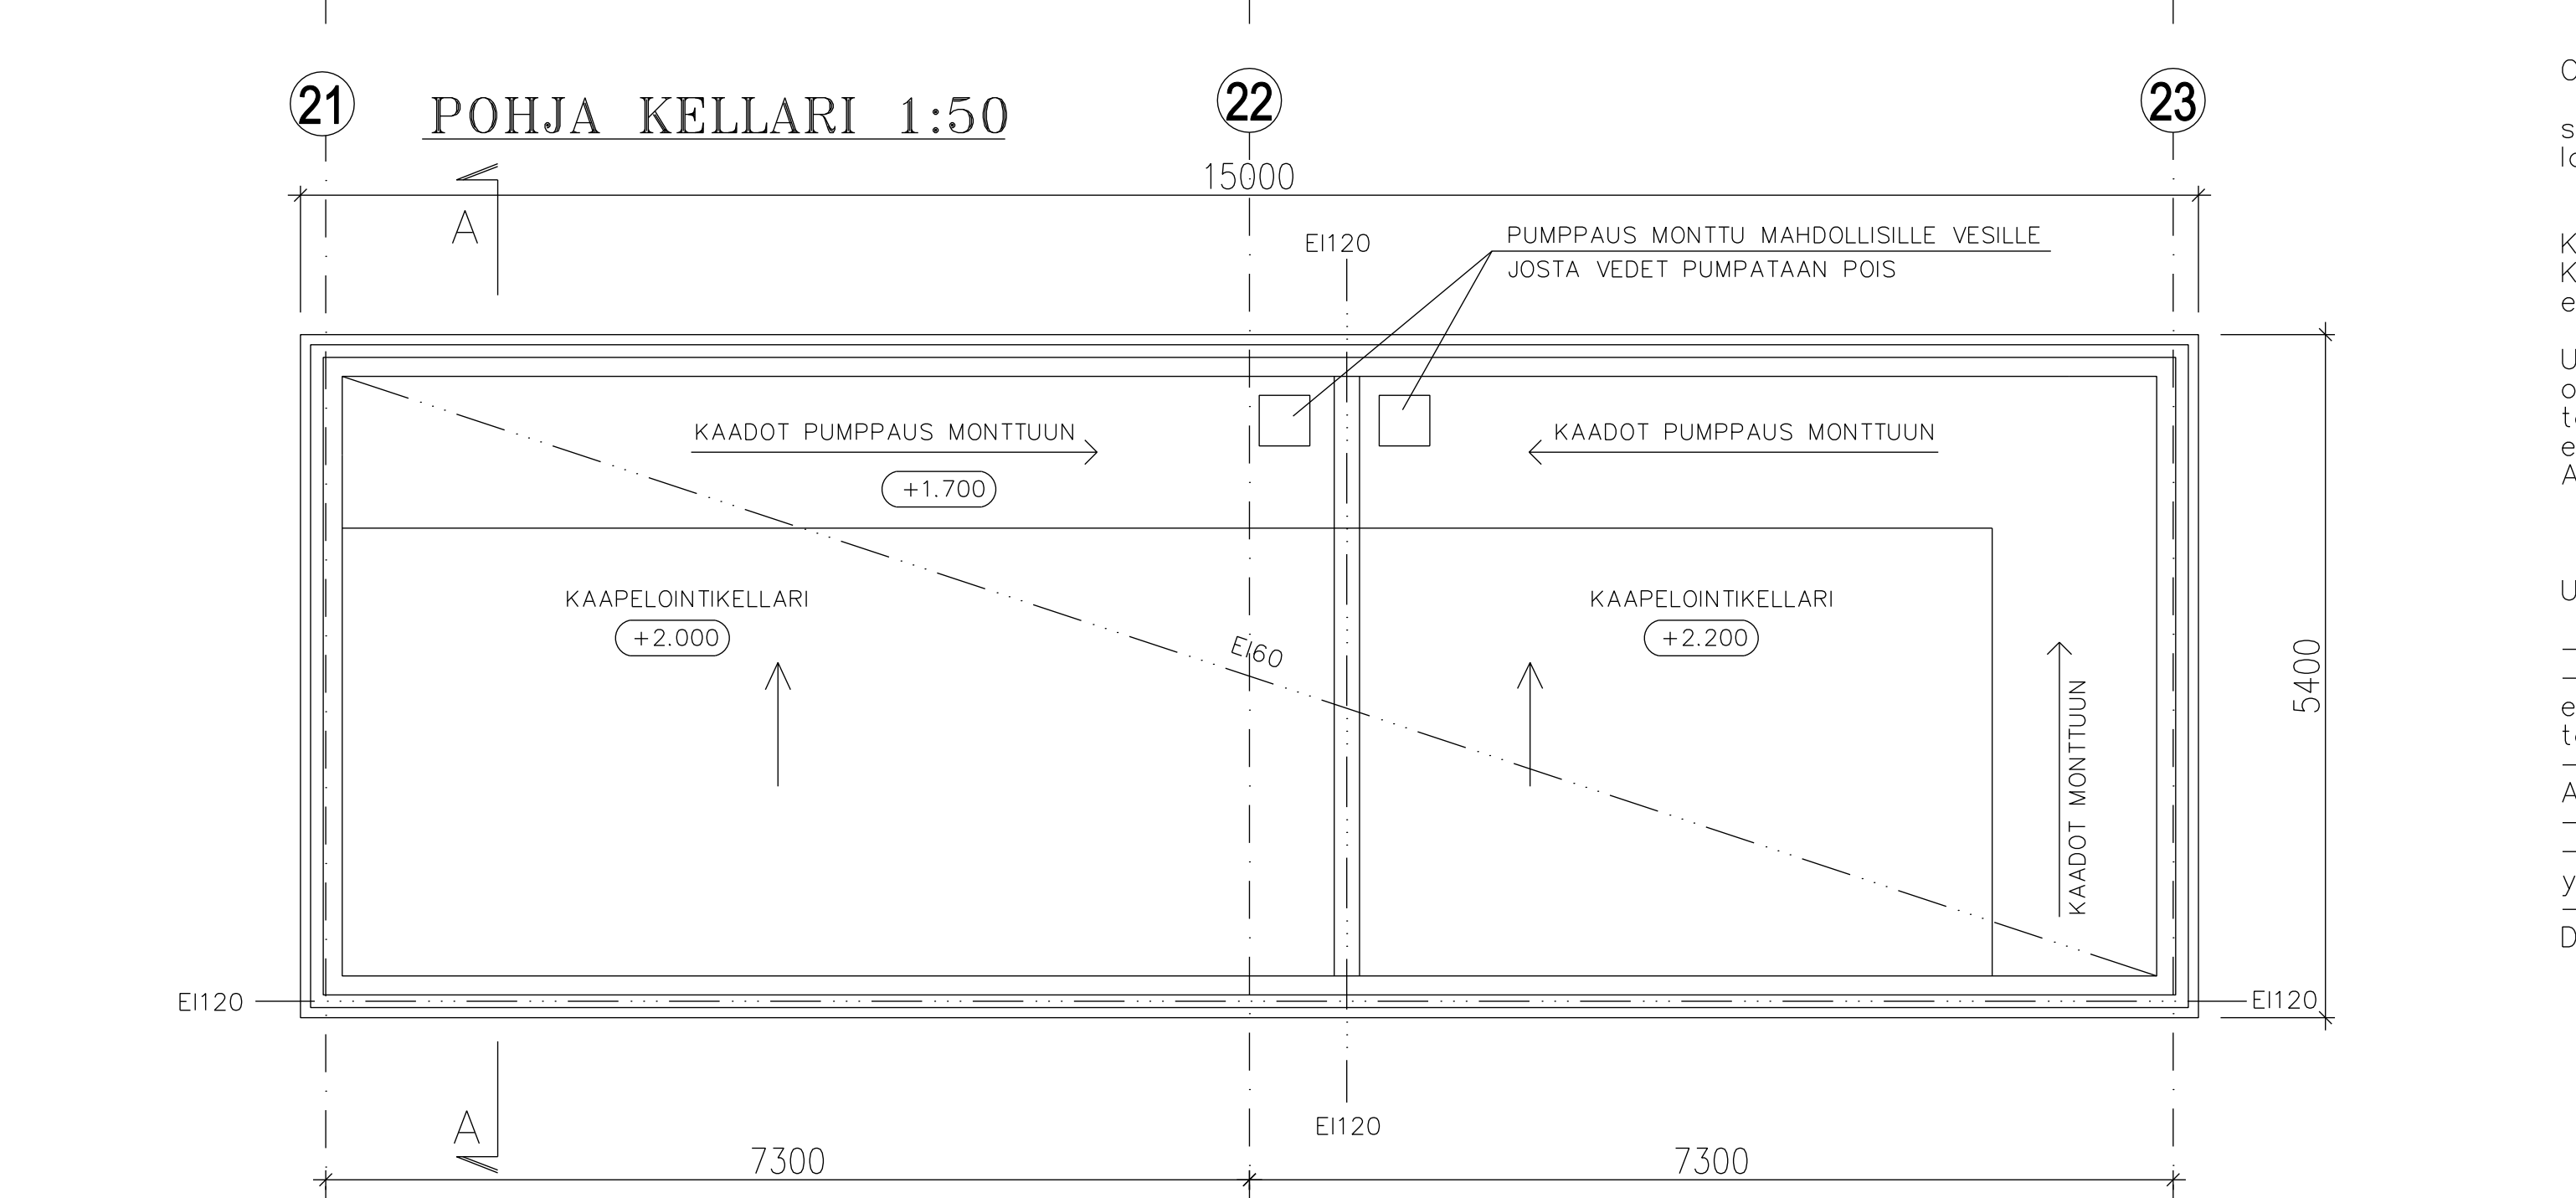 21
22
23
POHJA KELLARI 1:50
15000
A
EI120
PUMPPAUS MONTTU MAHDOLLISILLE VESILLE
JOSTA VEDET PUMPATAAN POIS
KAADOT PUMPPAUS MONTTUUN
KAADOT PUMPPAUS MONTTUUN
+1.700
KAAPELOINTIKELLARI
+2.000
KAAPELOINTIKELLARI
+2.200
EI60
5400
KAADOT MONTTUUN
EI120
EI120
A
EI120
7300
7300